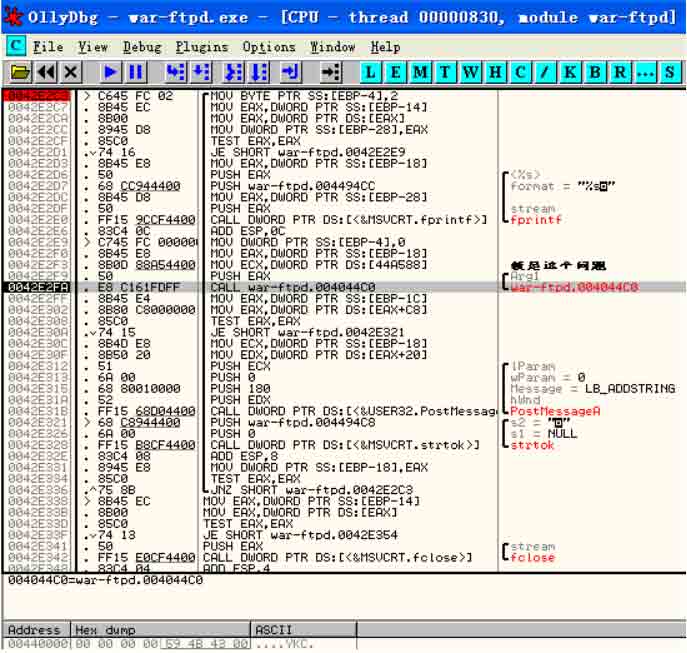 OllyDbg - war-ftpd.exe - [CPU - thread 00000830, module war-ftpd]
C File View Debug Plugins Options Window Help
L E M T W H C / K B R ... S
0042E2C3 > C645 FC 02 MOV BYTE PTR SS:[EBP-4],2
0042E2C7 . 8B45 EC MOV EAX,DWORD PTR SS:[EBP-14]
0042E2CA . 8B00 MOV EAX,DWORD PTR DS:[EAX]
0042E2CC . 8945 D8 MOV DWORD PTR SS:[EBP-28],EAX
0042E2CF . 85C0 TEST EAX,EAX
0042E2D1 .v74 16 JE SHORT war-ftpd.0042E2E9
0042E2D3 . 8B45 E8 MOV EAX,DWORD PTR SS:[EBP-18]
0042E2D6 . 50 PUSH EAX <%s>
0042E2D7 . 68 CC944400 PUSH war-ftpd.004494CC format = "%s"
0042E2DC . 8B45 D8 MOV EAX,DWORD PTR SS:[EBP-28]
0042E2DF . 50 PUSH EAX stream
0042E2E0 . FF15 9CCF4400 CALL DWORD PTR DS:[<&MSVCRT.fprintf>] fprintf
0042E2E6 . 83C4 0C ADD ESP,0C
0042E2E9 > C745 FC 000000 MOV DWORD PTR SS:[EBP-4],0
0042E2F0 . 8B45 E8 MOV EAX,DWORD PTR SS:[EBP-18]
0042E2F3 . 8B0D 88A54400 MOV ECX,DWORD PTR DS:[44A588] 就是这个问题
0042E2F9 . 50 PUSH EAX Arg1
0042E2FA . E8 C161FDFF CALL war-ftpd.004044C0 war-ftpd.004044C0
0042E2FF . 8B45 E4 MOV EAX,DWORD PTR SS:[EBP-1C]
0042E302 . 8B80 C8000000 MOV EAX,DWORD PTR DS:[EAX+C8]
0042E308 . 85C0 TEST EAX,EAX
0042E30A .v74 15 JE SHORT war-ftpd.0042E321
0042E30C . 8B4D E8 MOV ECX,DWORD PTR SS:[EBP-18]
0042E30F . 8B50 20 MOV EDX,DWORD PTR DS:[EAX+20]
0042E312 . 51 PUSH ECX lParam
0042E313 . 6A 00 PUSH 0 wParam = 0
0042E315 . 68 80010000 PUSH 180 Message = LB_ADDSTRING
0042E31A . 52 PUSH EDX hWnd
0042E31B . FF15 68D04400 CALL DWORD PTR DS:[<&USER32.PostMessag PostMessageA
0042E321 > 68 C8944400 PUSH war-ftpd.004494C8 s2 = ""
0042E326 . 6A 00 PUSH 0 s1 = NULL
0042E328 . FF15 B8CF4400 CALL DWORD PTR DS:[<&MSVCRT.strtok>] strtok
0042E32E . 83C4 08 ADD ESP,8
0042E331 . 8945 E8 MOV DWORD PTR SS:[EBP-18],EAX
0042E334 . 85C0 TEST EAX,EAX
0042E336 .^75 8B JNZ SHORT war-ftpd.0042E2C3
0042E338 > 8B45 EC MOV EAX,DWORD PTR SS:[EBP-14]
0042E33B . 8B00 MOV EAX,DWORD PTR DS:[EAX]
0042E33D . 85C0 TEST EAX,EAX
0042E33F .v74 13 JE SHORT war-ftpd.0042E354
0042E341 . 50 PUSH EAX stream
0042E342 . FF15 E0CF4400 CALL DWORD PTR DS:[<&MSVCRT.fclose>] fclose
0042E348 . 83C4 04 ADD ESP,4
004044C0=war-ftpd.004044C0
Address Hex dump ASCII
00440000 00 00 00 00 59 4B 43 00 ....YKC.